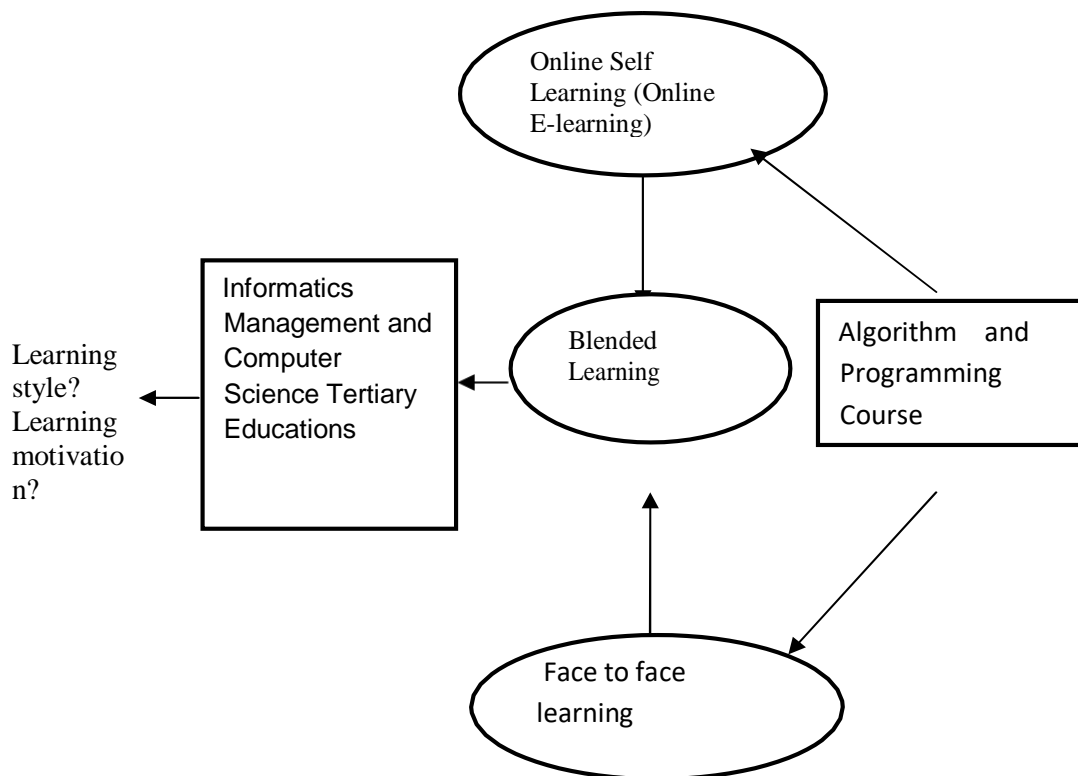 Online Self
Learning (Online
E-learning)
Informatics
Management and
Computer
Science Tertiary
Educations
Blended
Learning
Algorithm and
Programming
Course
Learning
style?
Learning
motivatio
n?
Face to face
learning